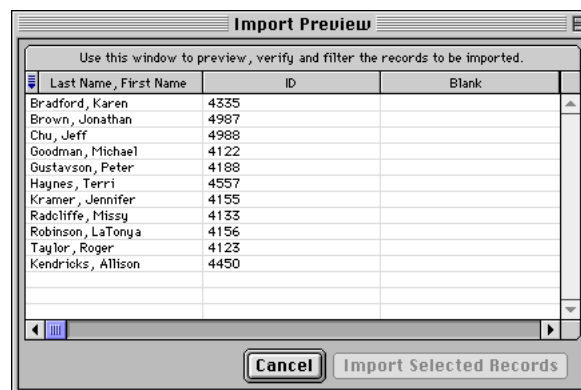 Import Preview
Use this window to preview, verify and filter the records to be imported.
Last Name, First Name ID Blank
Bradford, Karen 4335
Brown, Jonathan 4987
Chu, Jeff 4988
Goodman, Michael 4122
Gustavson, Peter 4188
Haynes, Terri 4557
Kramer, Jennifer 4155
Radcliffe, Missy 4133
Robinson, LaTonya 4156
Taylor, Roger 4123
Kendricks, Allison 4450
Cancel Import Selected Records